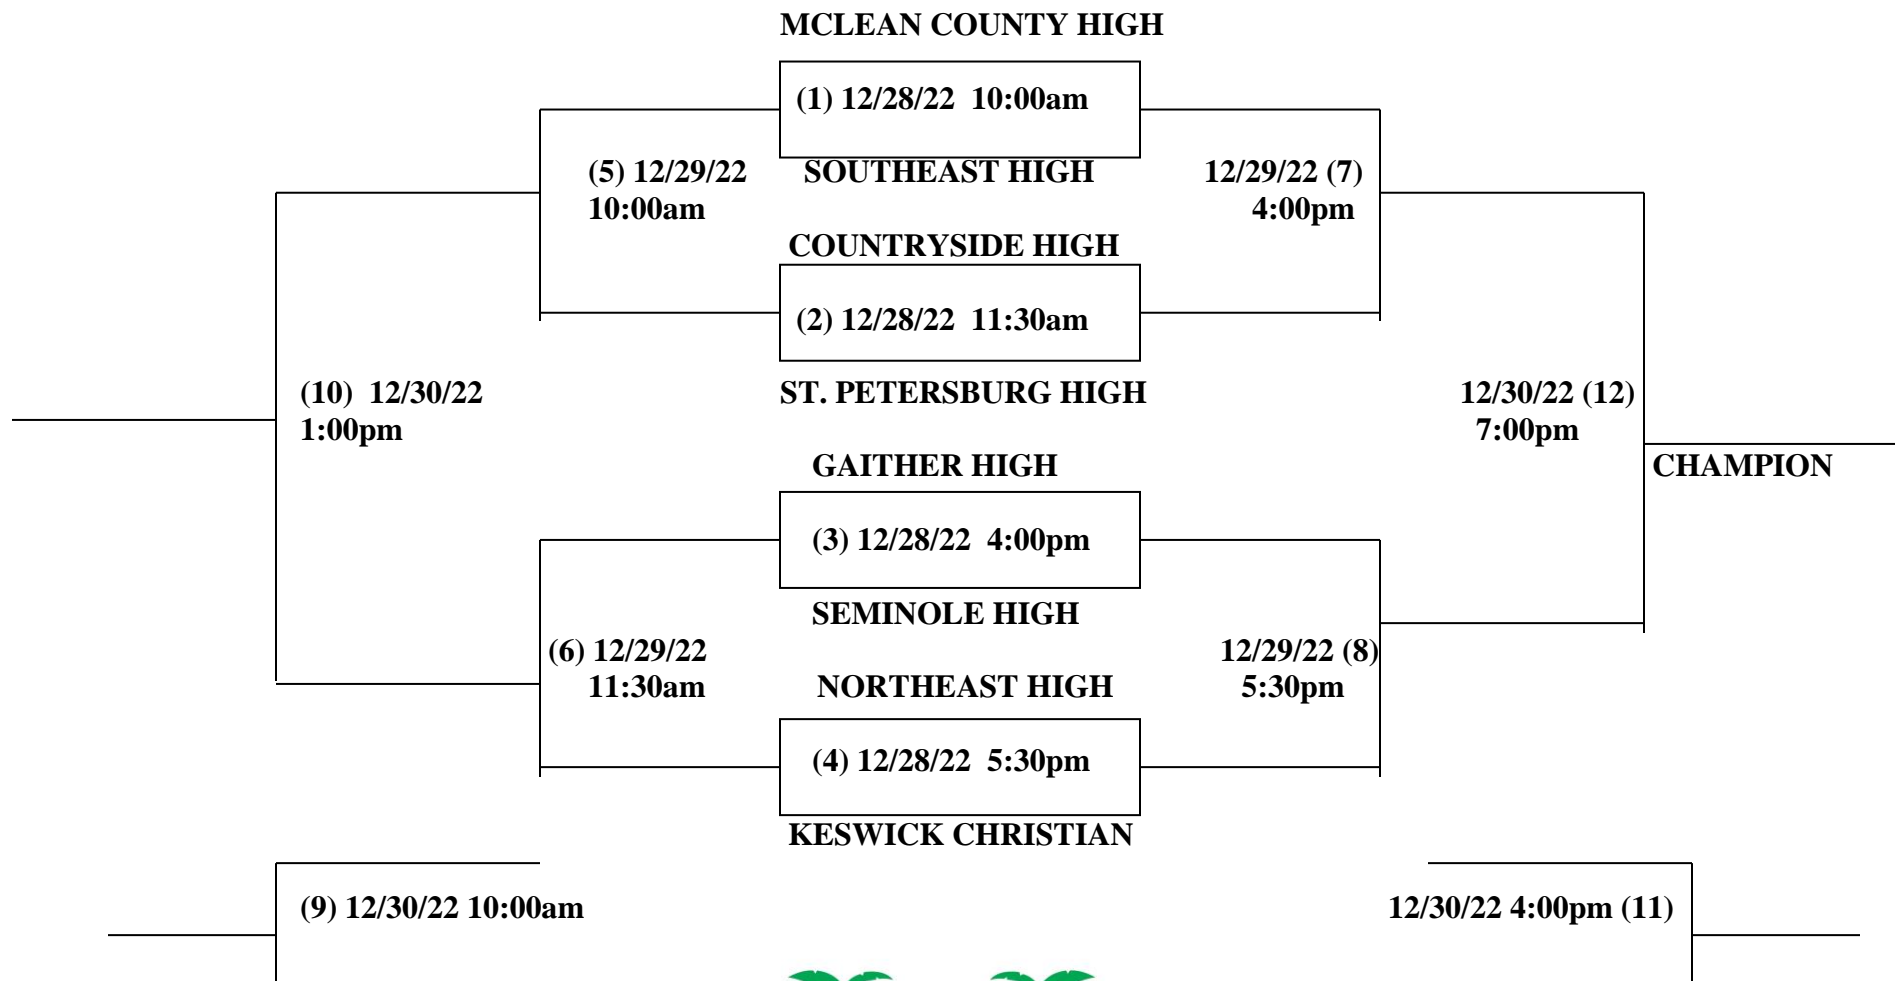 MCLEAN COUNTY HIGH
(1) 12/28/22 10:00am
(5) 12/29/22
10:00am
SOUTHEAST HIGH
12/29/22 (7)
4:00pm
COUNTRYSIDE HIGH
(2) 12/28/22 11:30am
(10) 12/30/22
1:00pm
ST. PETERSBURG HIGH
12/30/22 (12)
7:00pm
GAITHER HIGH
CHAMPION
(3) 12/28/22 4:00pm
SEMINOLE HIGH
(6) 12/29/22
11:30am
12/29/22 (8)
5:30pm
NORTHEAST HIGH
(4) 12/28/22 5:30pm
KESWICK CHRISTIAN
(9) 12/30/22 10:00am
12/30/22 4:00pm (11)